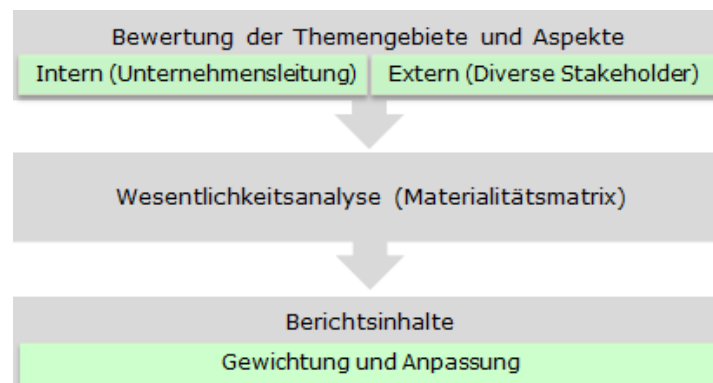 Bewertung der Themengebiete und Aspekte
Intern (Unternehmensleitung)
Extern (Diverse Stakeholder)
Wesentlichkeitsanalyse (Materialitätsmatrix)
Berichtsinhalte
Gewichtung und Anpassung